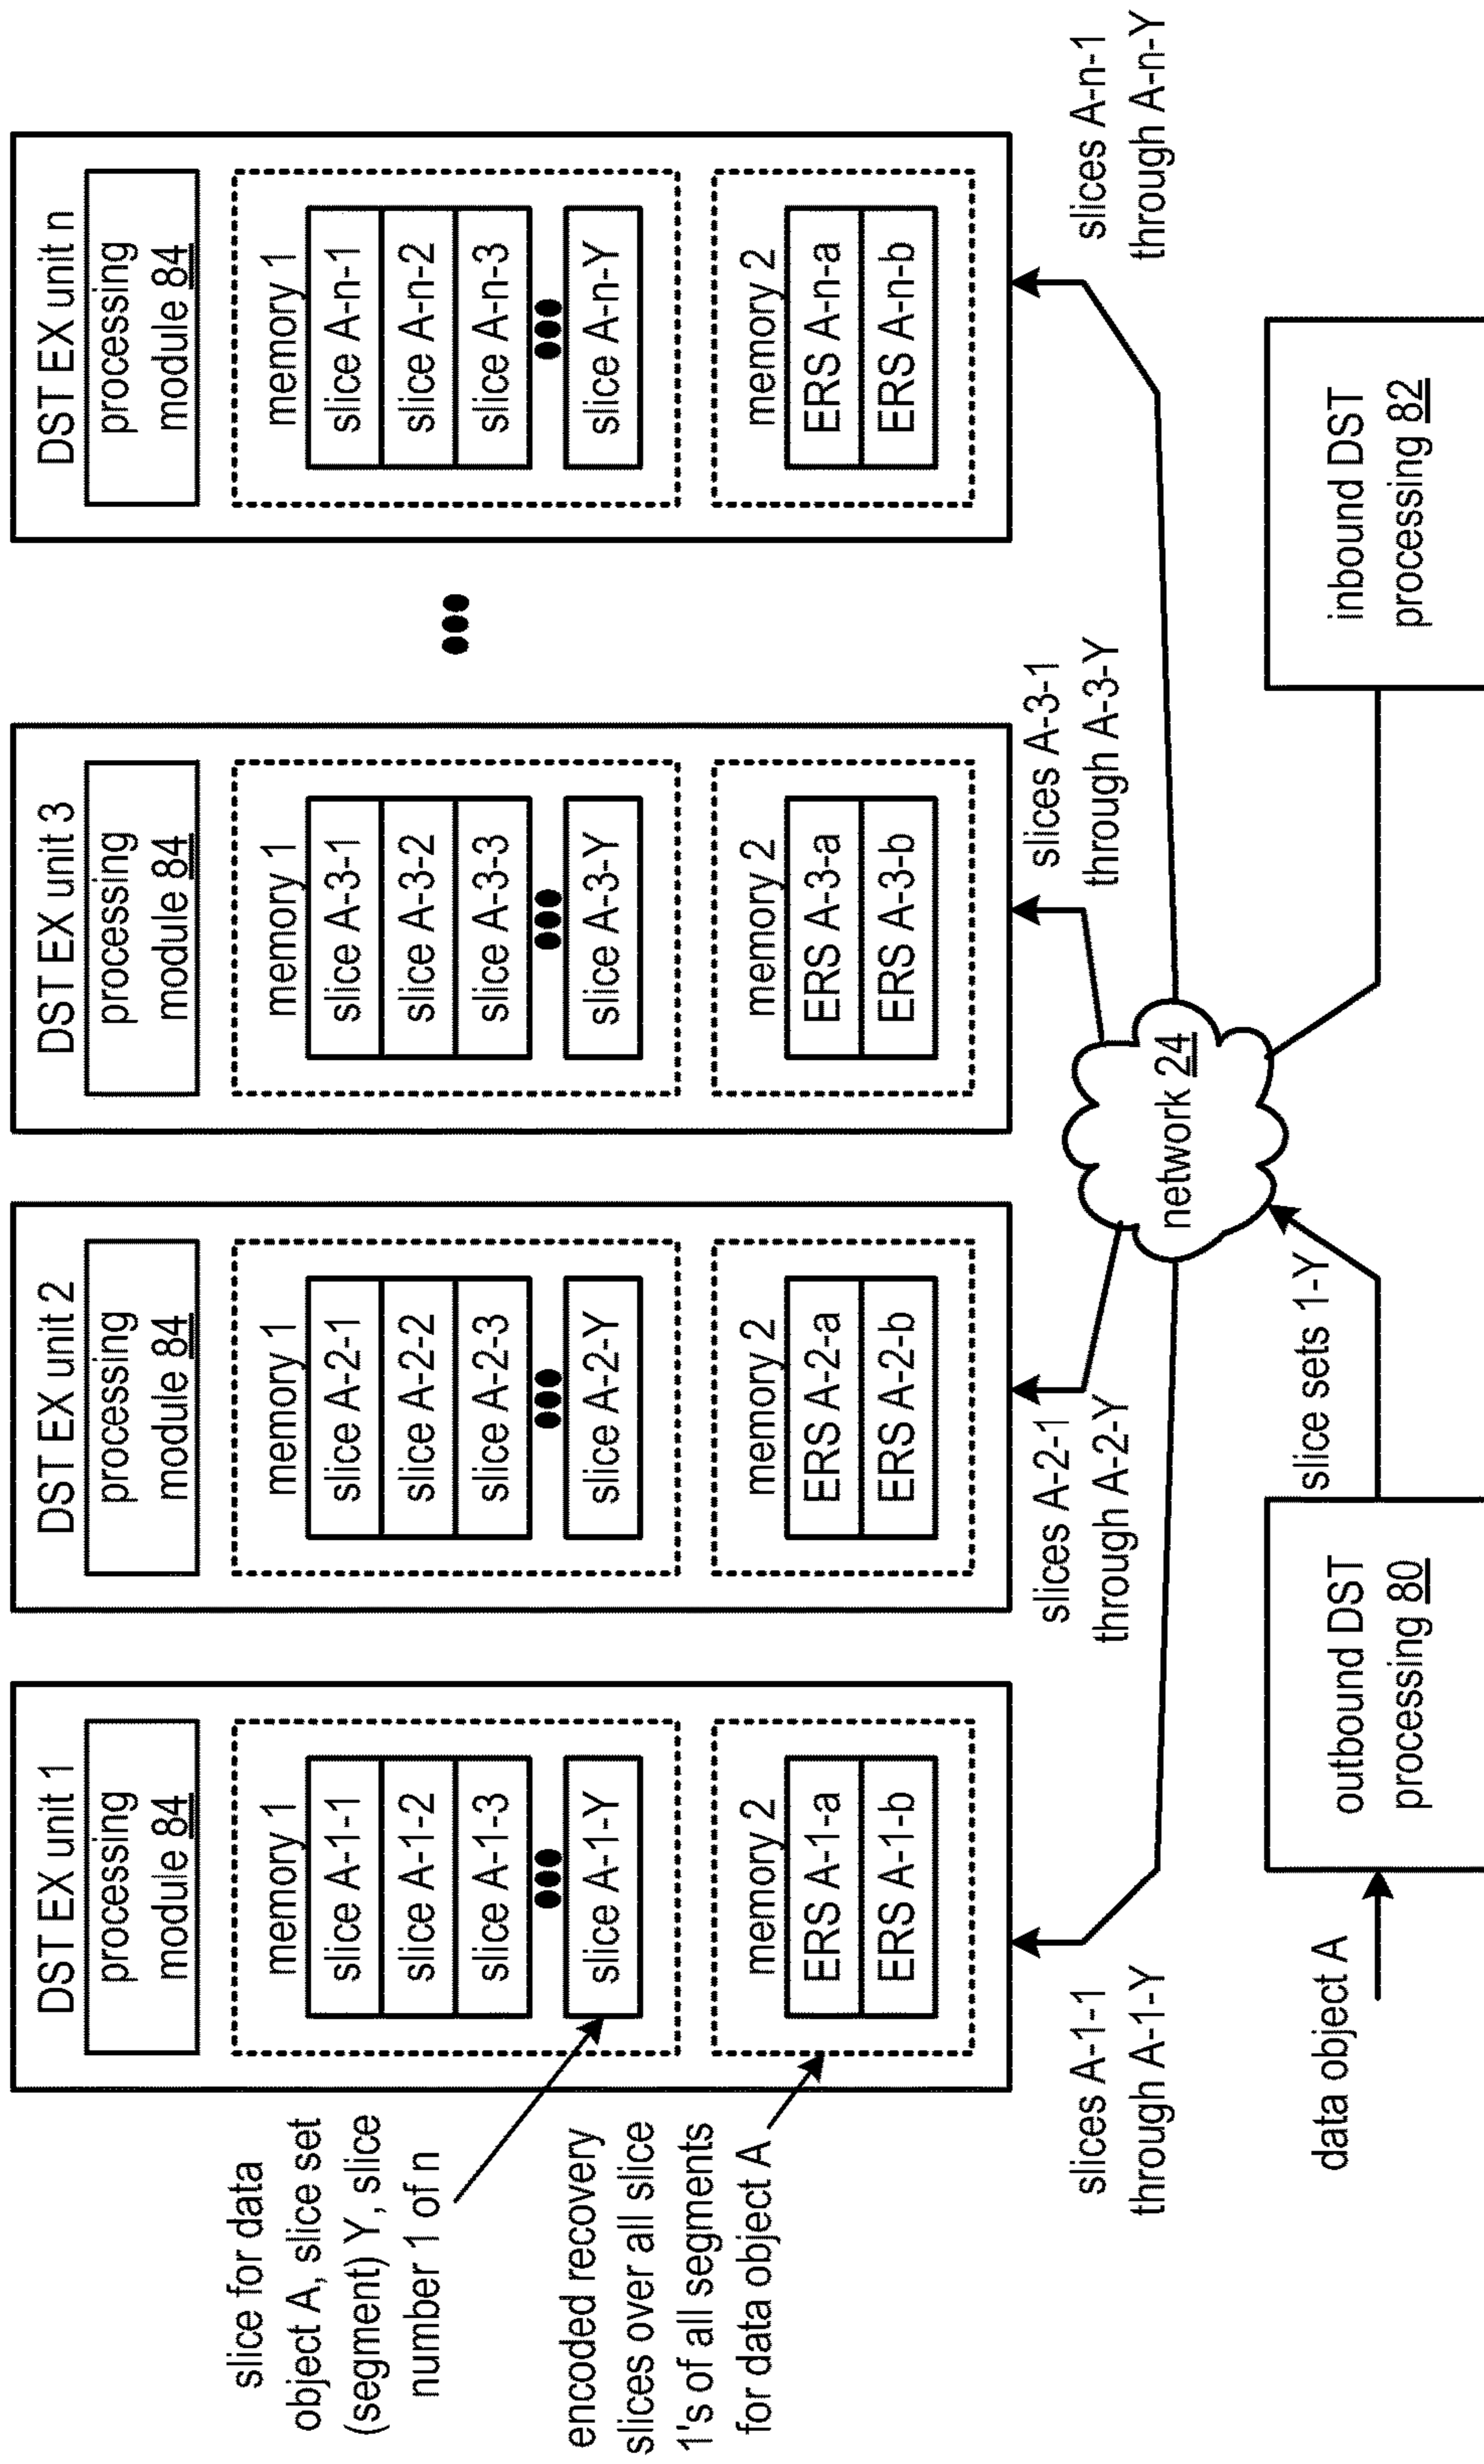 DST EX unit 1
processing
module 84
memory 1
slice A-1-1
slice A-1-2
slice A-1-3
slice A-1-Y
memory 2
ERS A-1-a
ERS A-1-b
DST EX unit 2
processing
module 84
memory 1
slice A-2-1
slice A-2-2
slice A-2-3
slice A-2-Y
memory 2
ERS A-2-a
ERS A-2-b
DST EX unit 3
processing
module 84
memory 1
slice A-3-1
slice A-3-2
slice A-3-3
slice A-3-Y
memory 2
ERS A-3-a
ERS A-3-b
DST EX unit n
processing
module 84
memory 1
slice A-n-1
slice A-n-2
slice A-n-3
slice A-n-Y
memory 2
ERS A-n-a
ERS A-n-b
slice for data
object A, slice set
(segment) Y, slice
number 1 of n
encoded recovery
slices over all slice
1's of all segments
for data object A
slices A-1-1
through A-1-Y
slices A-2-1
through A-2-Y
slices A-3-1
through A-3-Y
slices A-n-1
through A-n-Y
network 24
slice sets 1-Y
data object A
outbound DST
processing 80
inbound DST
processing 82